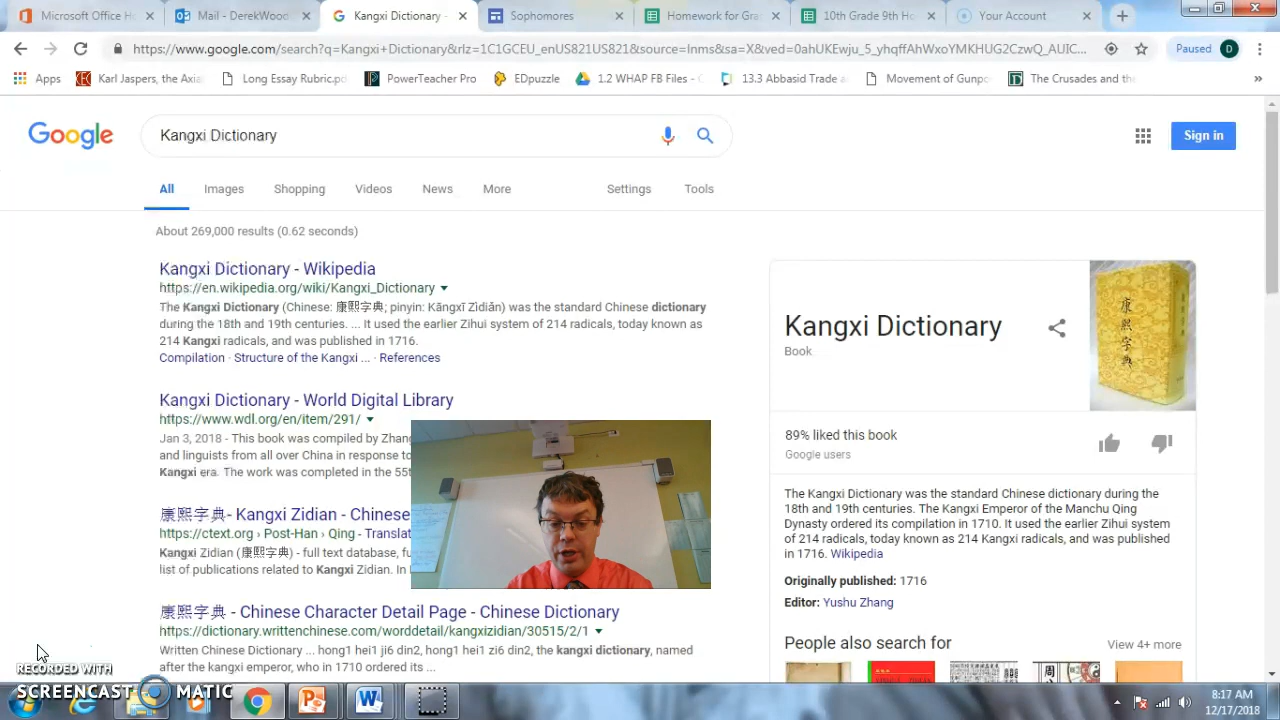 Microsoft Office Ho
Mail - DerekWood
Kangxi Dictionary -
Sophomores
Homework for Gra
10th Grade 9th Ho
Your Account
https://www.google.com/search?q=Kangxi+Dictionary&rlz=1C1GCEU_enUS821US821&source=lnms&sa=X&ved=0ahUKEwju_5_yhqffAhWxoYMKHUG2CzwQ_AUIC...
Paused
D
Apps
Karl Jaspers, the Axia
Long Essay Rubric.pd
PowerTeacher Pro
EDpuzzle
1.2 WHAP FB Files - G
13.3 Abbasid Trade a
Movement of Gunpo
The Crusades and the
»
Google
Kangxi Dictionary
Sign in
All
Images
Shopping
Videos
News
More
Settings
Tools
About 269,000 results (0.62 seconds)
Kangxi Dictionary - Wikipedia
https://en.wikipedia.org/wiki/Kangxi_Dictionary
The Kangxi Dictionary (Chinese: 康熙字典; pinyin: Kāngxī Zìdiǎn) was the standard Chinese dictionary
during the 18th and 19th centuries. ... It used the earlier Zihui system of 214 radicals, today known as
214 Kangxi radicals, and was published in 1716.
Compilation · Structure of the Kangxi ... · References
Kangxi Dictionary - World Digital Library
https://www.wdl.org/en/item/291/
Jan 3, 2018 - This book was compiled by Zhang
and linguists from all over China in response to
Kangxi era. The work was completed in the 55t
康熙字典- Kangxi Zidian - Chinese
https://ctext.org › Post-Han › Qing - Translat
Kangxi Zidian (康熙字典) - full text database, fu
list of publications related to Kangxi Zidian. In
康熙字典 - Chinese Character Detail Page - Chinese Dictionary
https://dictionary.writtenchinese.com/worddetail/kangxizidian/30515/2/1
Written Chinese Dictionary ... hong1 hei1 ji6 din2, hong1 hei1 zi6 din2, the kangxi dictionary, named
after the kangxi emperor, who in 1710 ordered its ...
Kangxi Dictionary
Book
康熙字典
89% liked this book
Google users
The Kangxi Dictionary was the standard Chinese dictionary during the
18th and 19th centuries. The Kangxi Emperor of the Manchu Qing
Dynasty ordered its compilation in 1710. It used the earlier Zihui system
of 214 radicals, today known as 214 Kangxi radicals, and was published
in 1716. Wikipedia
Originally published: 1716
Editor: Yushu Zhang
People also search for
View 4+ more
RECORDED WITH
SCREENCAST MATIC
8:17 AM
12/17/2018